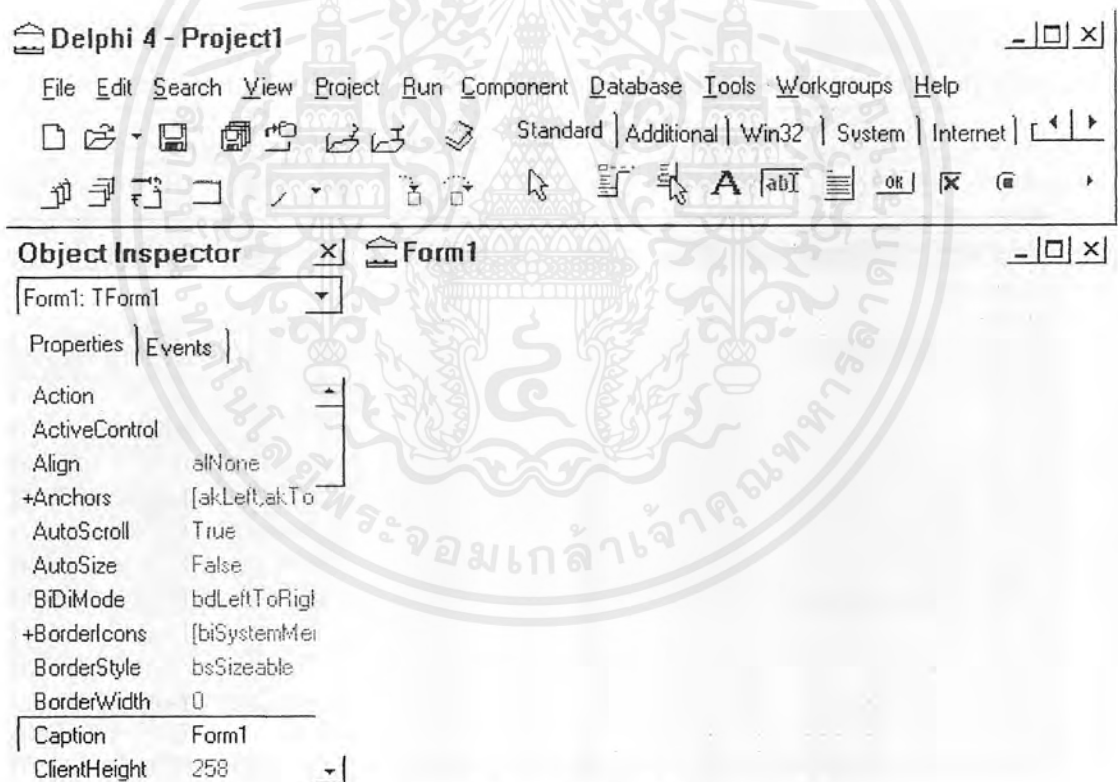 Delphi 4 - Project1
File Edit Search View Project Run Component Database Tools Workgroups Help
Standard Additional Win32 System Internet
A abI OK
Object Inspector
Form1
Form1: TForm1
Properties Events
Action
ActiveControl
Align alNone
+Anchors [akLeft,akTo
AutoScroll True
AutoSize False
BiDiMode bdLeftToRigl
+BorderIcons [biSystemMei
BorderStyle bsSizeable
BorderWidth 0
Caption Form1
ClientHeight 258